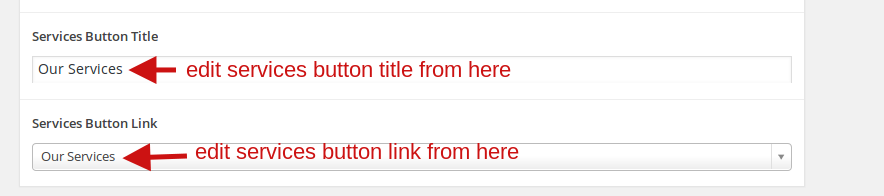 Services Button Title
Our Services edit services button title from here
Services Button Link
Our Services edit services button link from here